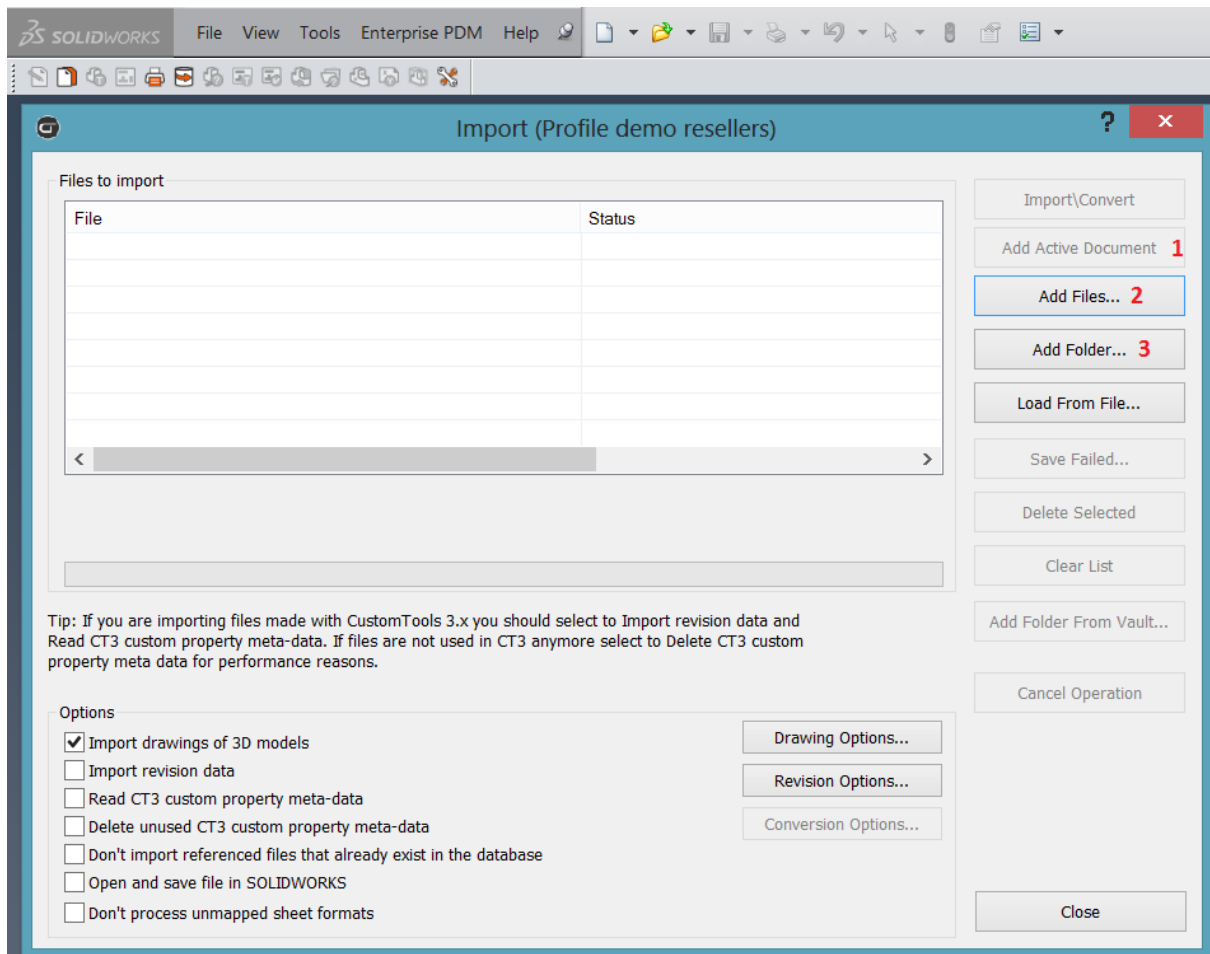 SOLIDWORKS File View Tools Enterprise PDM Help
Import (Profile demo resellers) ?
Files to import
File Status
Import\Convert
Add Active Document 1
Add Files... 2
Add Folder... 3
Load From File...
Save Failed...
Delete Selected
Clear List
Add Folder From Vault...
Cancel Operation
Tip: If you are importing files made with CustomTools 3.x you should select to Import revision data and
Read CT3 custom property meta-data. If files are not used in CT3 anymore select to Delete CT3 custom
property meta data for performance reasons.
Options
Import drawings of 3D models
Import revision data
Read CT3 custom property meta-data
Delete unused CT3 custom property meta-data
Don't import referenced files that already exist in the database
Open and save file in SOLIDWORKS
Don't process unmapped sheet formats
Drawing Options...
Revision Options...
Conversion Options...
Close